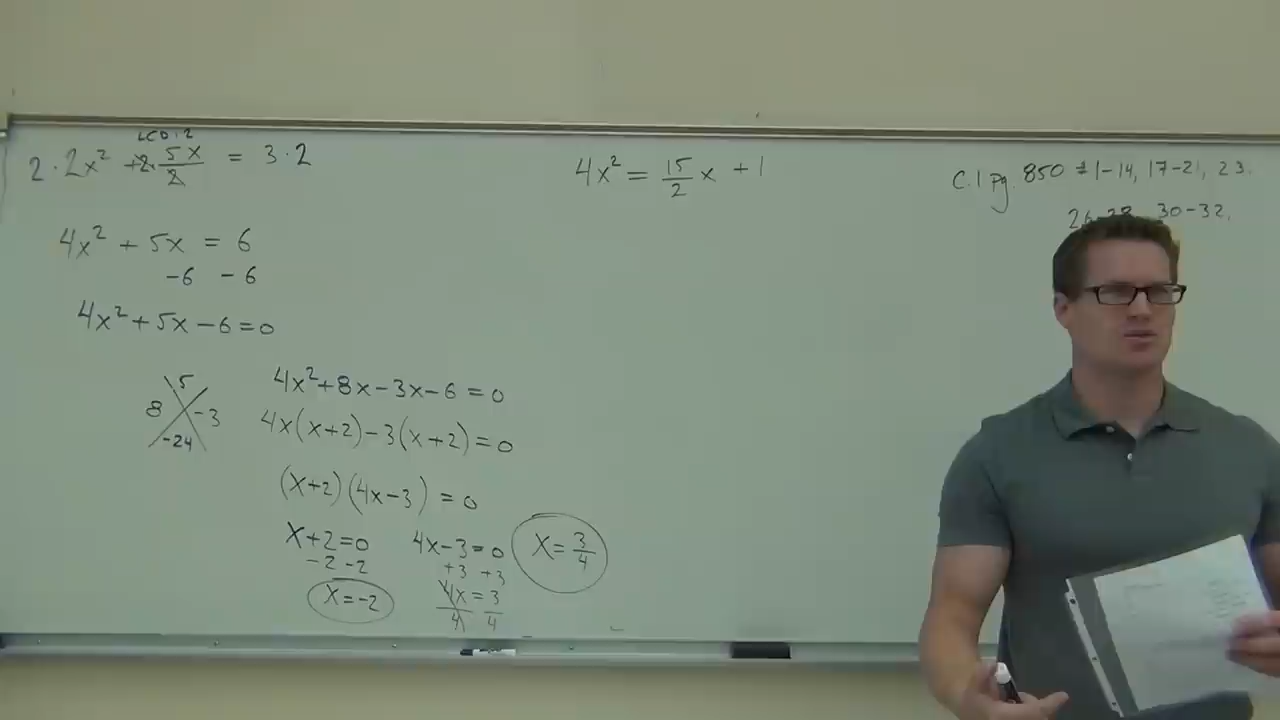 LCD: 2
2 · 2x² + 2 · 5x/2 = 3 · 2
4x² + 5x = 6
-6 -6
4x² + 5x - 6 = 0
5
8 -3
-24
4x² + 8x - 3x - 6 = 0
4x(x+2) - 3(x+2) = 0
(x+2)(4x-3) = 0
x+2=0 4x-3=0 x = 3/4
-2 -2 +3 +3
x=-2 4x = 3
4 4
4x² = 15/2 x + 1
C.1 pg. 850 #1-14, 17-21, 23.
30-32.